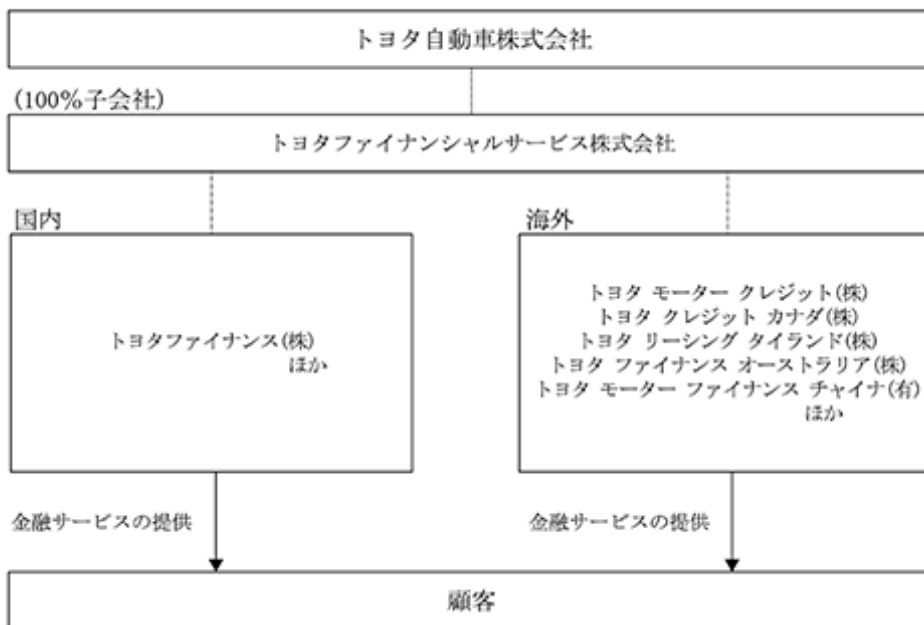 トヨタ自動車株式会社
(100%子会社)
トヨタファイナンシャルサービス株式会社
国内
トヨタファイナンス(株)
ほか
海外
トヨタ モーター クレジット(株)
トヨタ クレジット カナダ(株)
トヨタ リーシング タイランド(株)
トヨタ ファイナンス オーストラリア(株)
トヨタ モーター ファイナンス チャイナ(有)
ほか
金融サービスの提供
金融サービスの提供
顧客